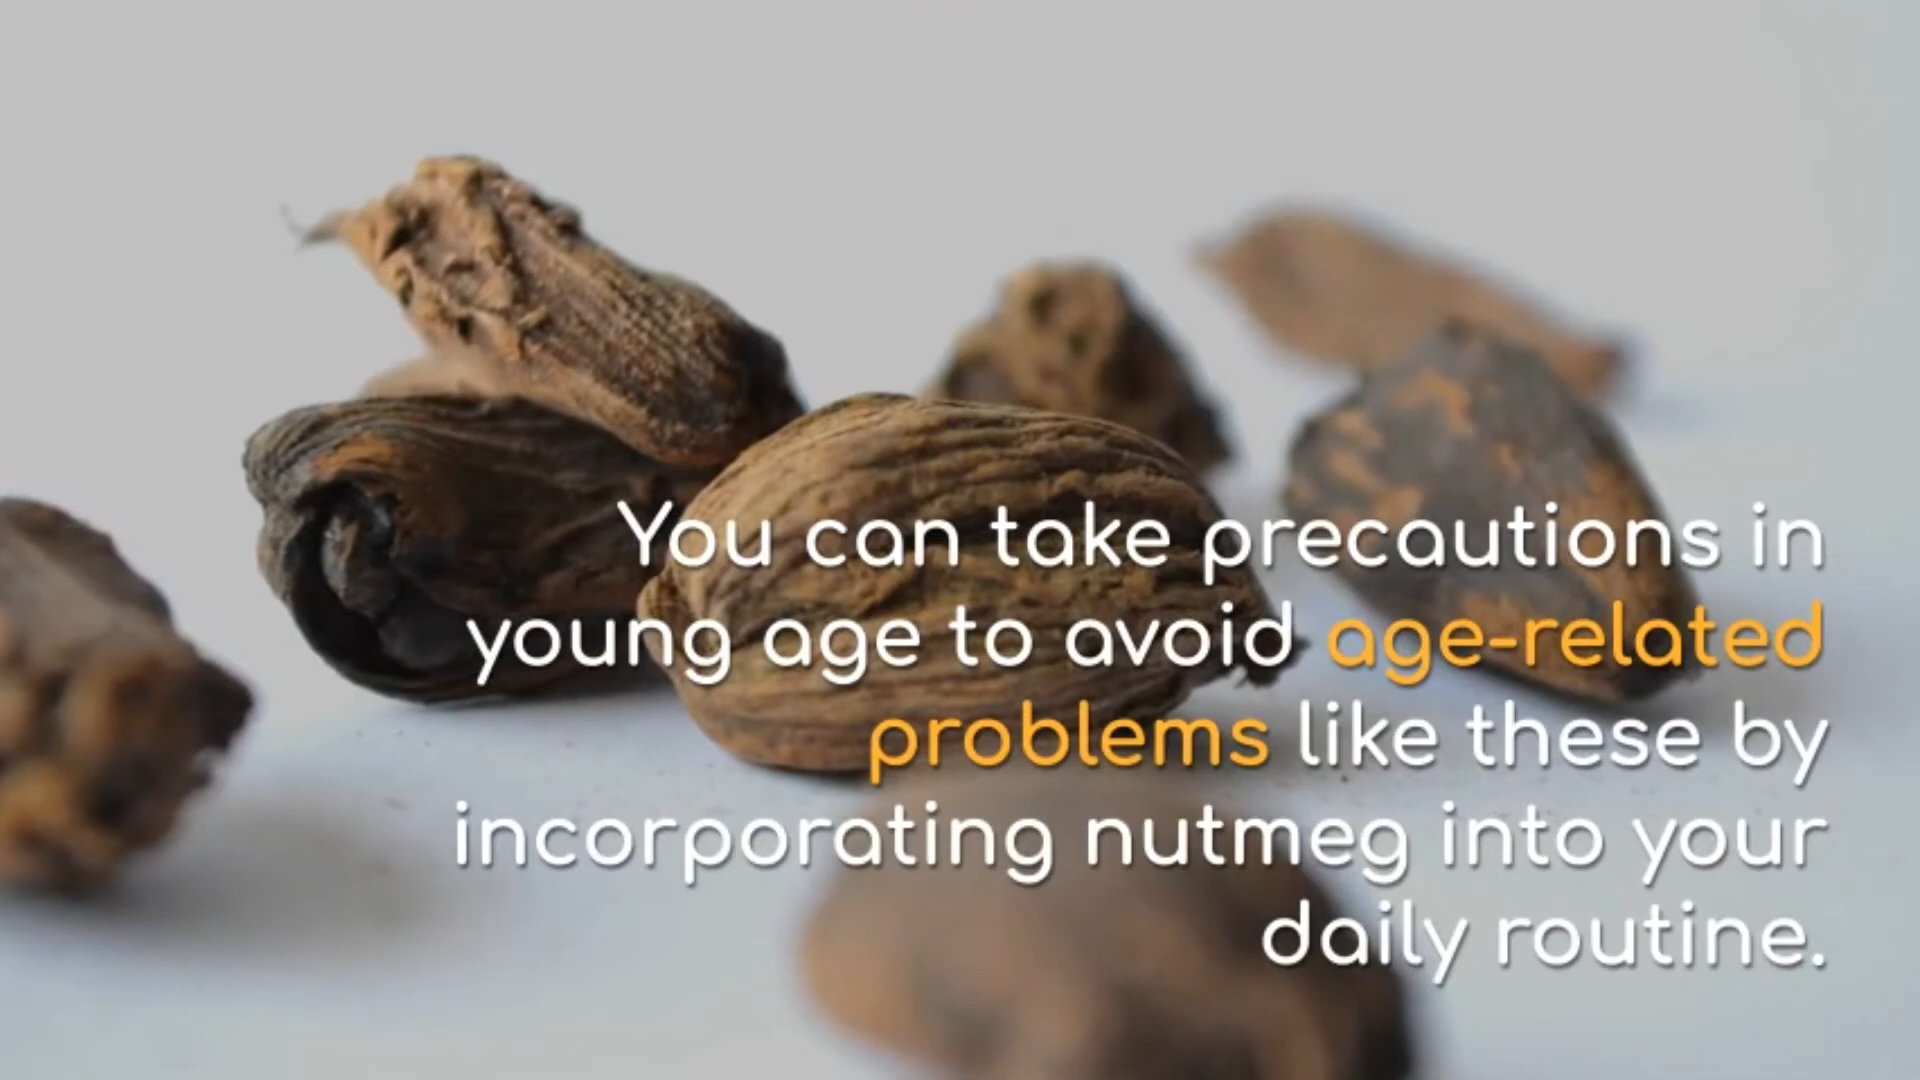 You can take precautions in
young age to avoid age-related
problems like these by
incorporating nutmeg into your
daily routine.